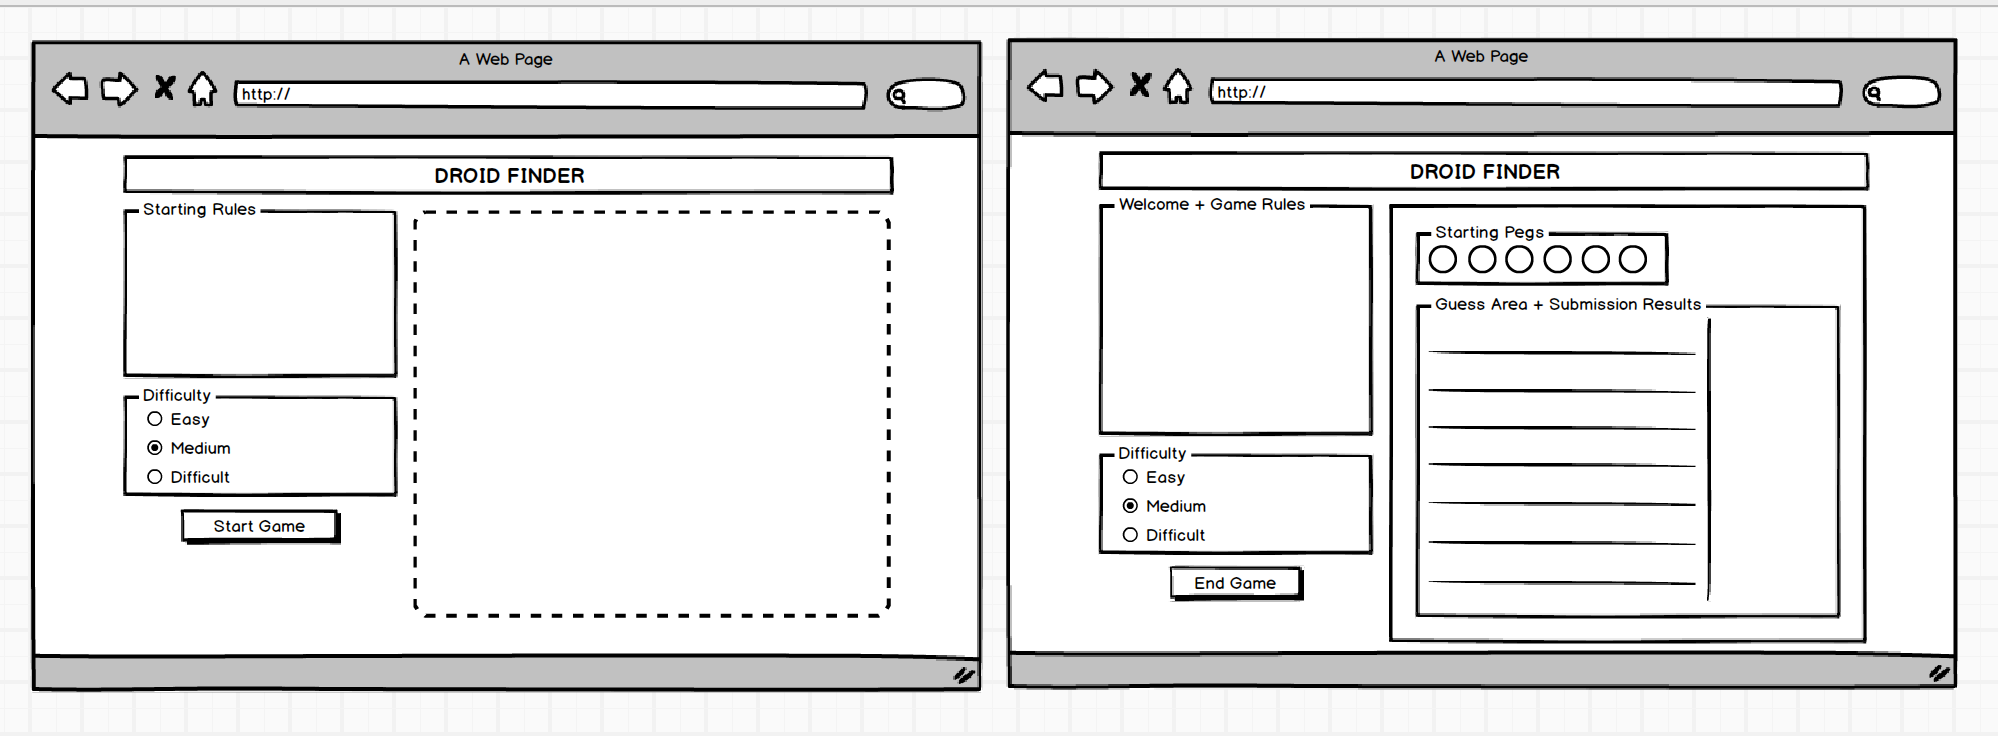 A Web Page
http://
DROID FINDER
Starting Rules
Difficulty
Easy
Medium
Difficult
Start Game
A Web Page
http://
DROID FINDER
Welcome + Game Rules
Difficulty
Easy
Medium
Difficult
End Game
Starting Pegs
Guess Area + Submission Results